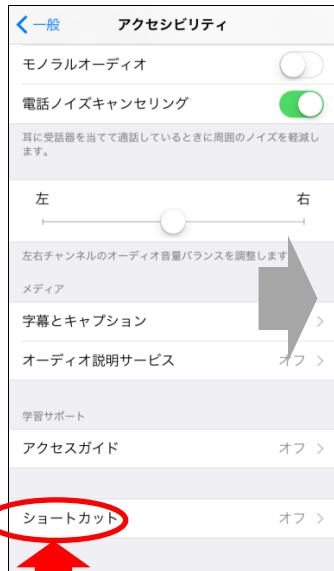 一般 アクセシビリティ
モノラルオーディオ
電話ノイズキャンセリング
耳に受話器を当てて通話しているときに周囲のノイズを軽減し
ます。
左 右
左右チャンネルのオーディオ音量バランスを調整します
メディア
字幕とキャプション
オーディオ説明サービス オフ
学習サポート
アクセスガイド オフ
ショートカット オフ